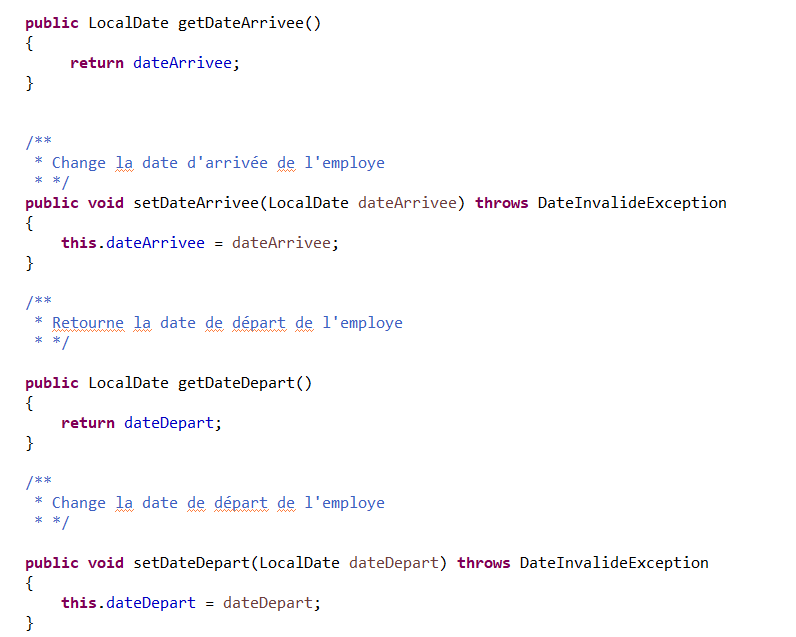 public LocalDate getDateArrivee()
{
return dateArrivee;
}
/**
* Change la date d'arrivée de l'employe
* */
public void setDateArrivee(LocalDate dateArrivee) throws DateInvalideException
{
this.dateArrivee = dateArrivee;
}
/**
* Retourne la date de départ de l'employe
* */
public LocalDate getDateDepart()
{
return dateDepart;
}
/**
* Change la date de départ de l'employe
* */
public void setDateDepart(LocalDate dateDepart) throws DateInvalideException
{
this.dateDepart = dateDepart;
}